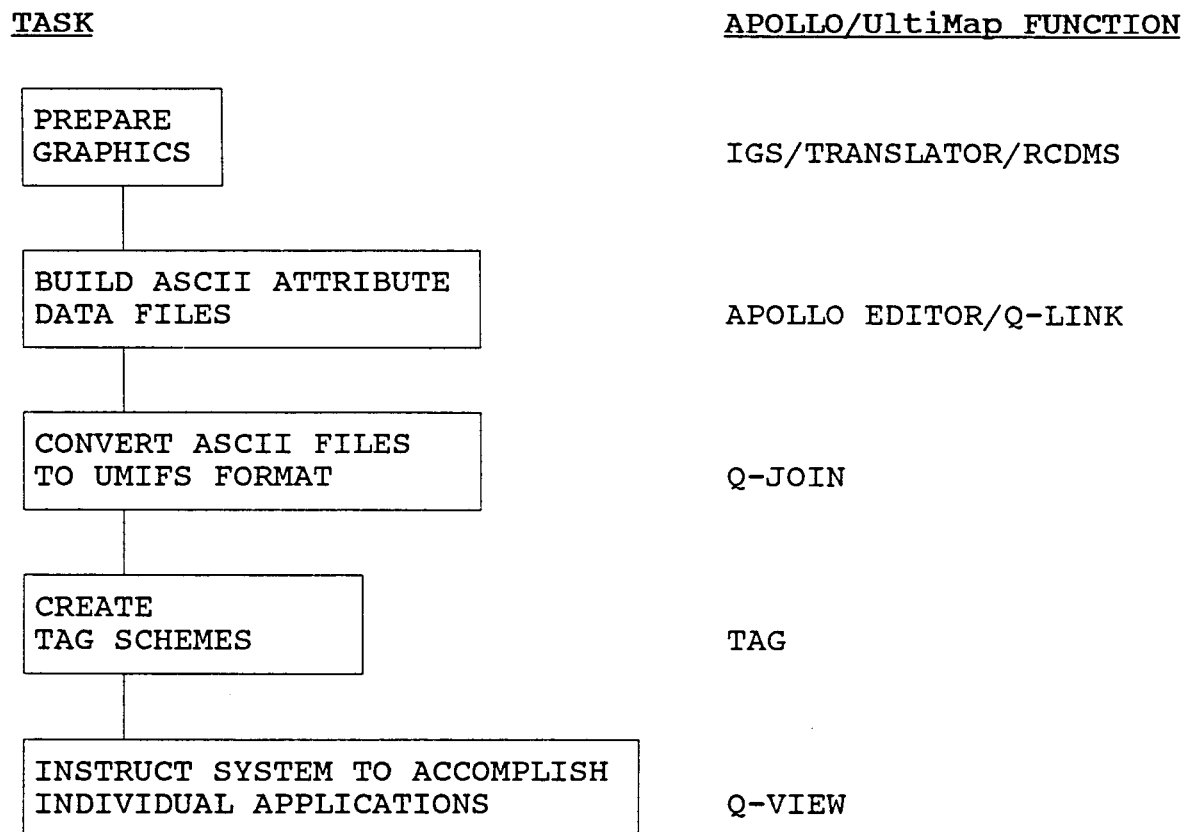 TASK
APOLLO/UltiMap FUNCTION
PREPARE
GRAPHICS
IGS/TRANSLATOR/RCDMS
BUILD ASCII ATTRIBUTE
DATA FILES
APOLLO EDITOR/Q-LINK
CONVERT ASCII FILES
TO UMIFS FORMAT
Q-JOIN
CREATE
TAG SCHEMES
TAG
INSTRUCT SYSTEM TO ACCOMPLISH
INDIVIDUAL APPLICATIONS
Q-VIEW